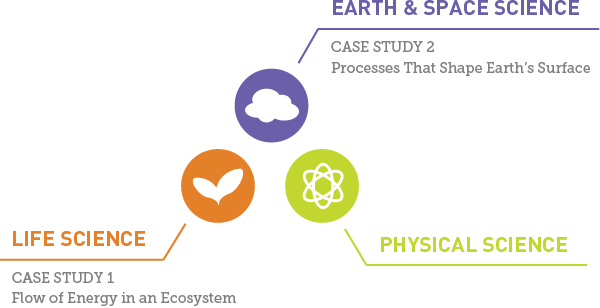 EARTH & SPACE SCIENCE
CASE STUDY 2
Processes That Shape Earth's Surface
LIFE SCIENCE
CASE STUDY 1
Flow of Energy in an Ecosystem
PHYSICAL SCIENCE